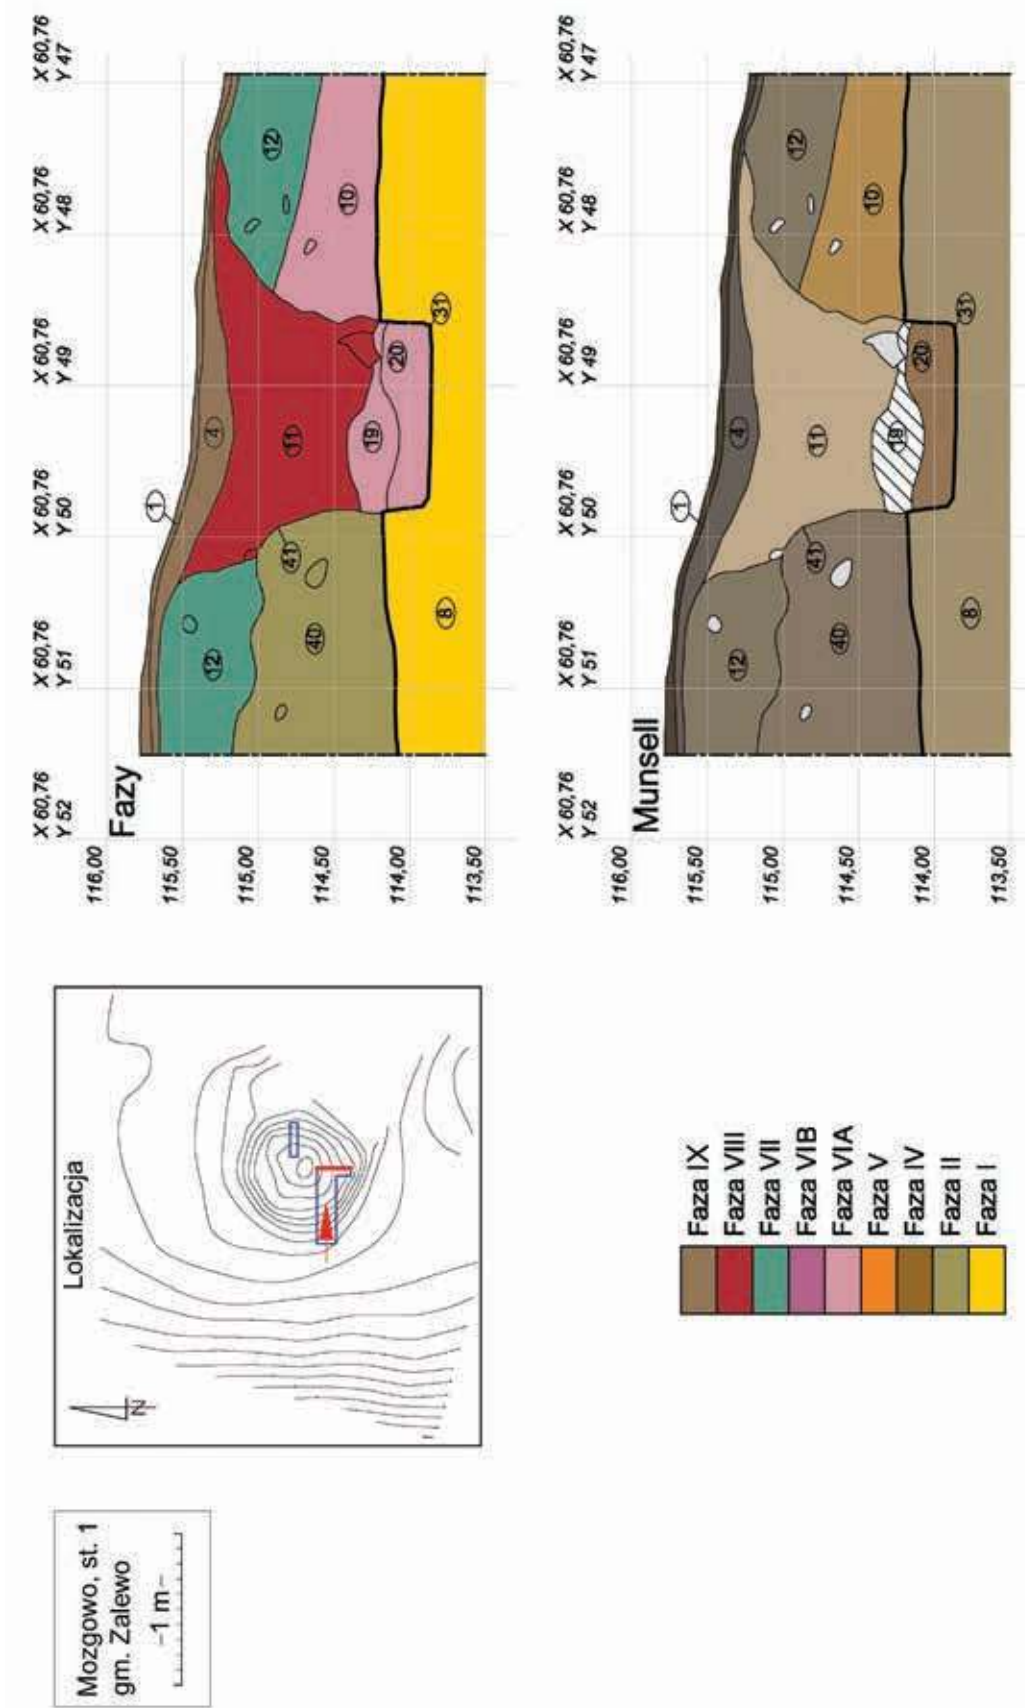 Mozgowo, st. 1
gm. Zalewo
1 m
Lokalizacja
N
X 60,76 X 60,76 X 60,76 X 60,76 X 60,76 X 60,76
Y 52 Y 51 Y 50 Y 49 Y 48 Y 47
116,00
Fazy
1
115,50
4
12
12
115,00
11
41
40
10
114,50
19
20
114,00
31
8
113,50
Faza IX
Faza VIII
Faza VII
Faza VIB
Faza VIA
Faza V
Faza IV
Faza II
Faza I
X 60,76 X 60,76 X 60,76 X 60,76 X 60,76 X 60,76
Y 52 Y 51 Y 50 Y 49 Y 48 Y 47
116,00
Munsell
1
115,50
4
12
12
115,00
11
41
40
10
114,50
19
20
114,00
31
8
113,50